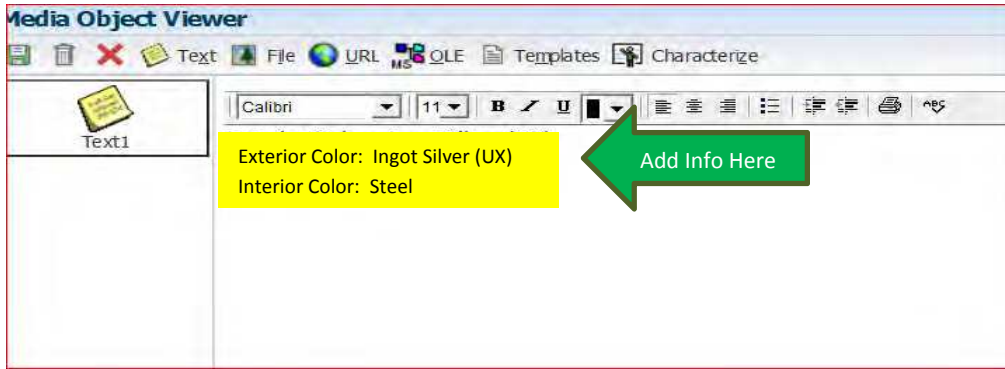 Media Object Viewer
Text File URL MS OLE Templates Characterize
Calibri 11 B I U ABC
Text1
Exterior Color: Ingot Silver (UX)
Add Info Here
Interior Color: Steel